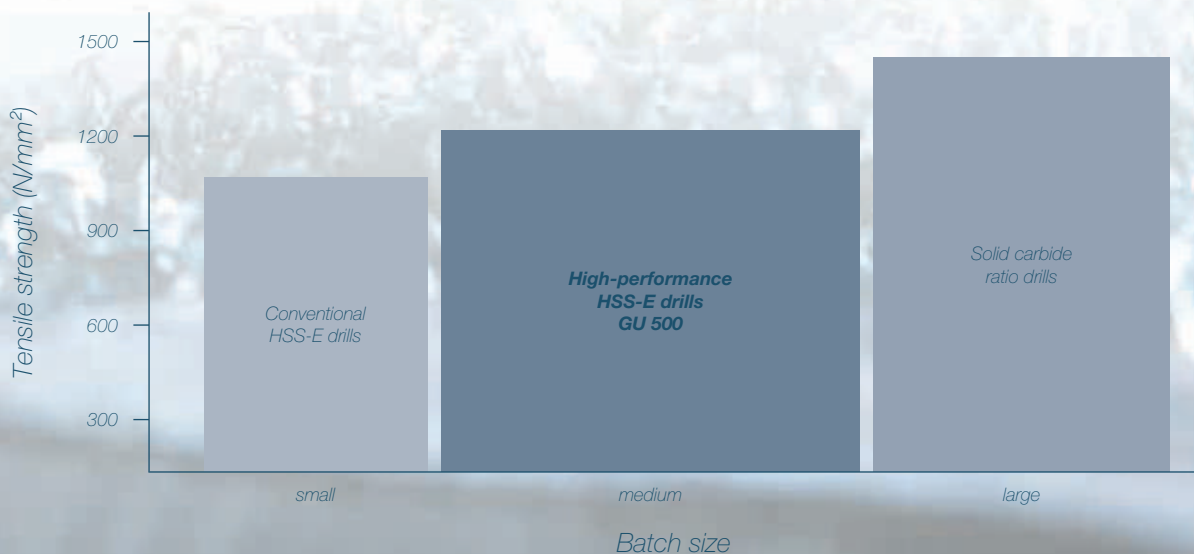 1500
1200
900
600
300
Tensile strength (N/mm²)
Conventional
HSS-E drills
High-performance
HSS-E drills
GU 500
Solid carbide
ratio drills
small
medium
large
Batch size